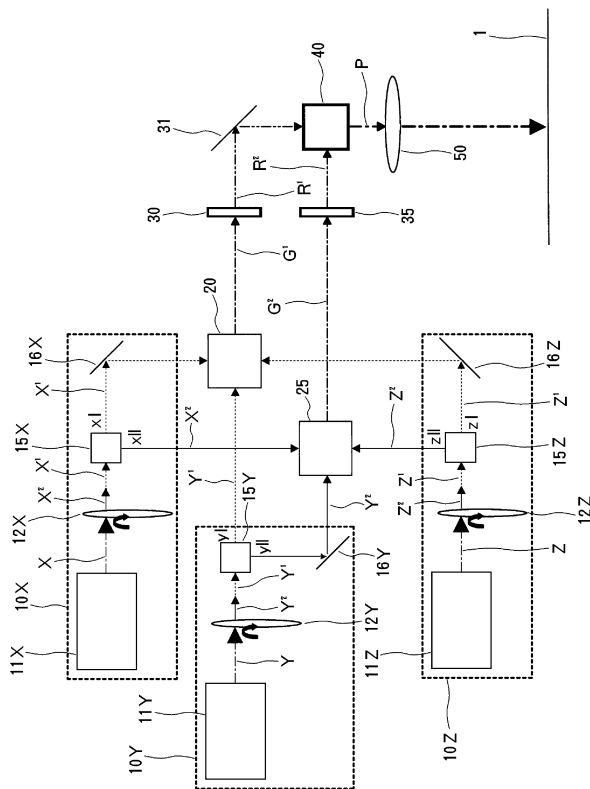 1
40
P
31
50
R²
R¹
30
35
G¹
G²
20
16X
X¹
16Z
25
Z¹
xI
15X
xII
X²
Z²
zII
zI
15Z
X¹
X²
Y¹
15Y
Y²
Z¹
Z²
yI
yII
16Y
12X
12Z
Y¹
Y²
X
12Y
Z
10X
Y
11X
11Y
11Z
10Y
10Z